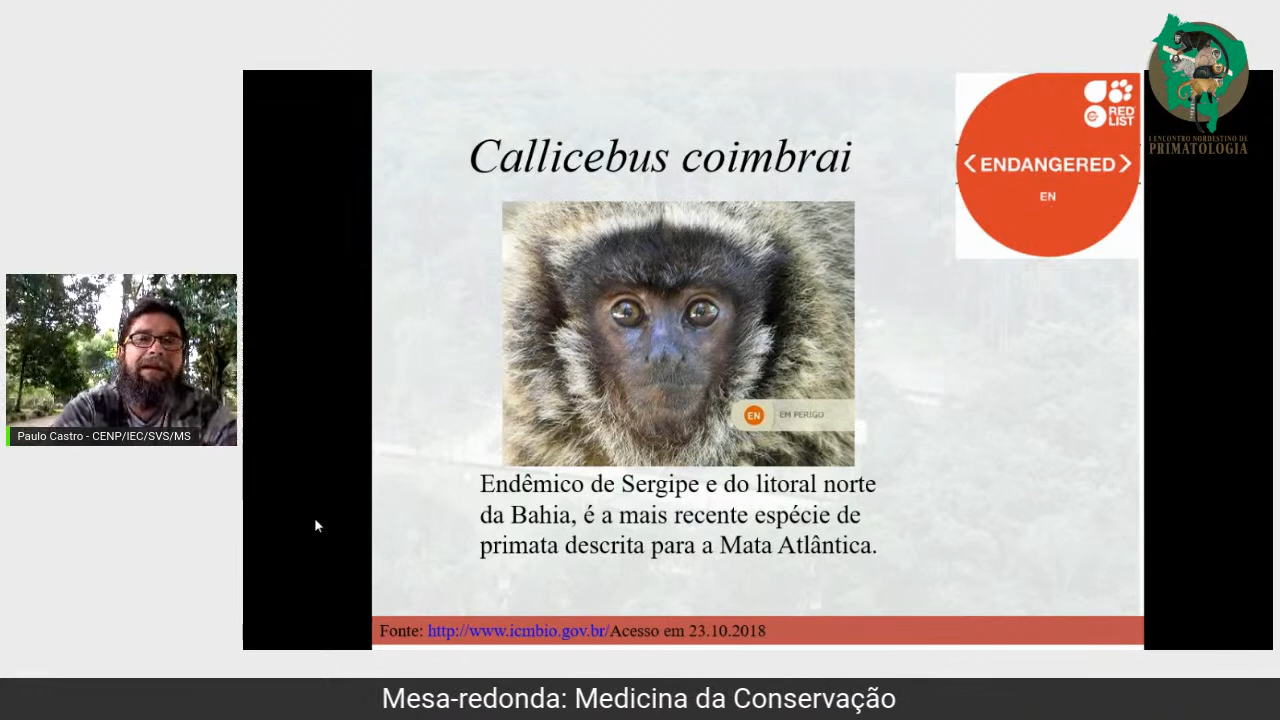 I ENCONTRO NORDESTINO DE
PRIMATOLOGIA
RED
LIST
<ENDANGERED>
EN
Callicebus coimbrai
EN EM PERIGO
Endêmico de Sergipe e do litoral norte
da Bahia, é a mais recente espécie de
primata descrita para a Mata Atlântica.
Paulo Castro - CENP/IEC/SVS/MS
Fonte: http://www.icmbio.gov.br/Acesso em 23.10.2018
Mesa-redonda: Medicina da Conservação